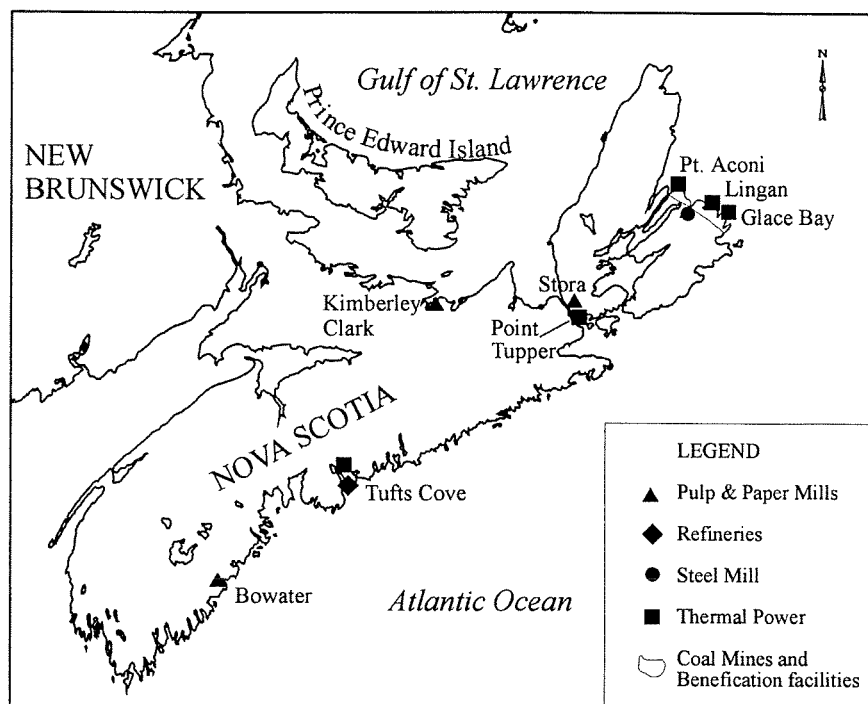 Gulf of St. Lawrence
N
Prince Edward Island
NEW
BRUNSWICK
Pt. Aconi
Lingan
Glace Bay
Stora
Kimberley
Clark
Point
Tupper
NOVA SCOTIA
Tufts Cove
Bowater
Atlantic Ocean
LEGEND
Pulp & Paper Mills
Refineries
Steel Mill
Thermal Power
Coal Mines and
Benefication facilities